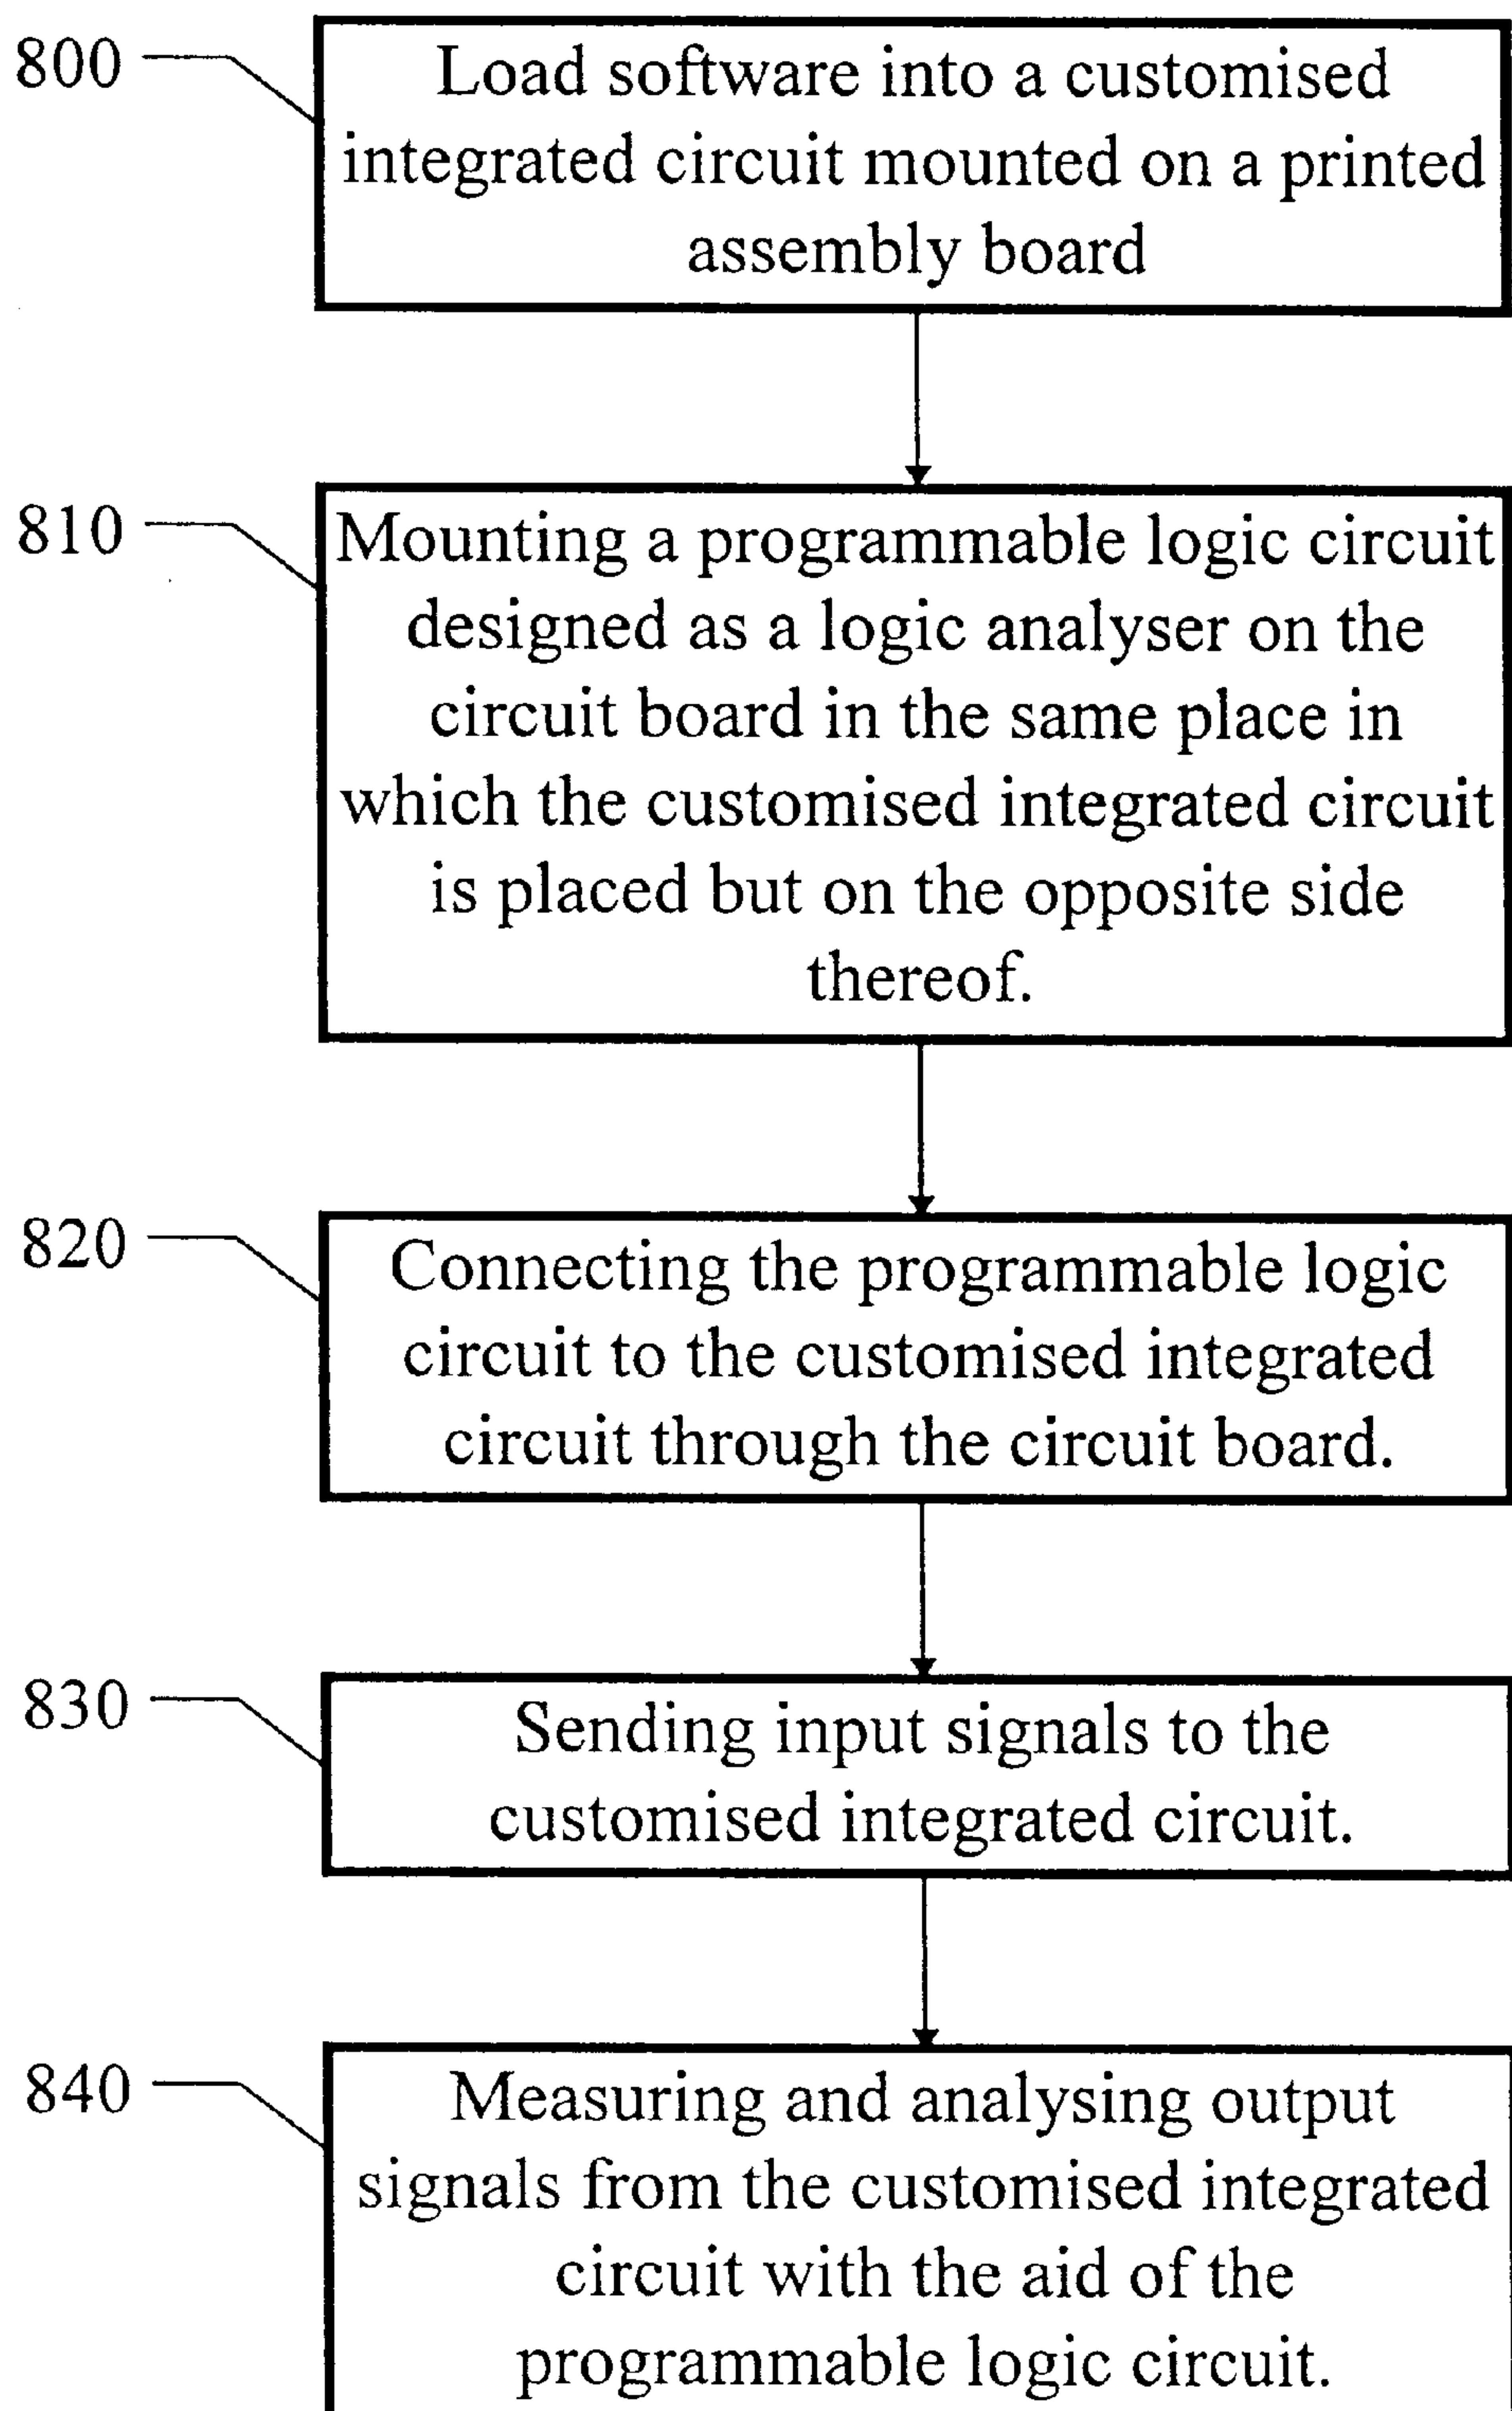 800
Load software into a customised
integrated circuit mounted on a printed
assembly board
810
Mounting a programmable logic circuit
designed as a logic analyser on the
circuit board in the same place in
which the customised integrated circuit
is placed but on the opposite side
thereof.
820
Connecting the programmable logic
circuit to the customised integrated
circuit through the circuit board.
830
Sending input signals to the
customised integrated circuit.
840
Measuring and analysing output
signals from the customised integrated
circuit with the aid of the
programmable logic circuit.